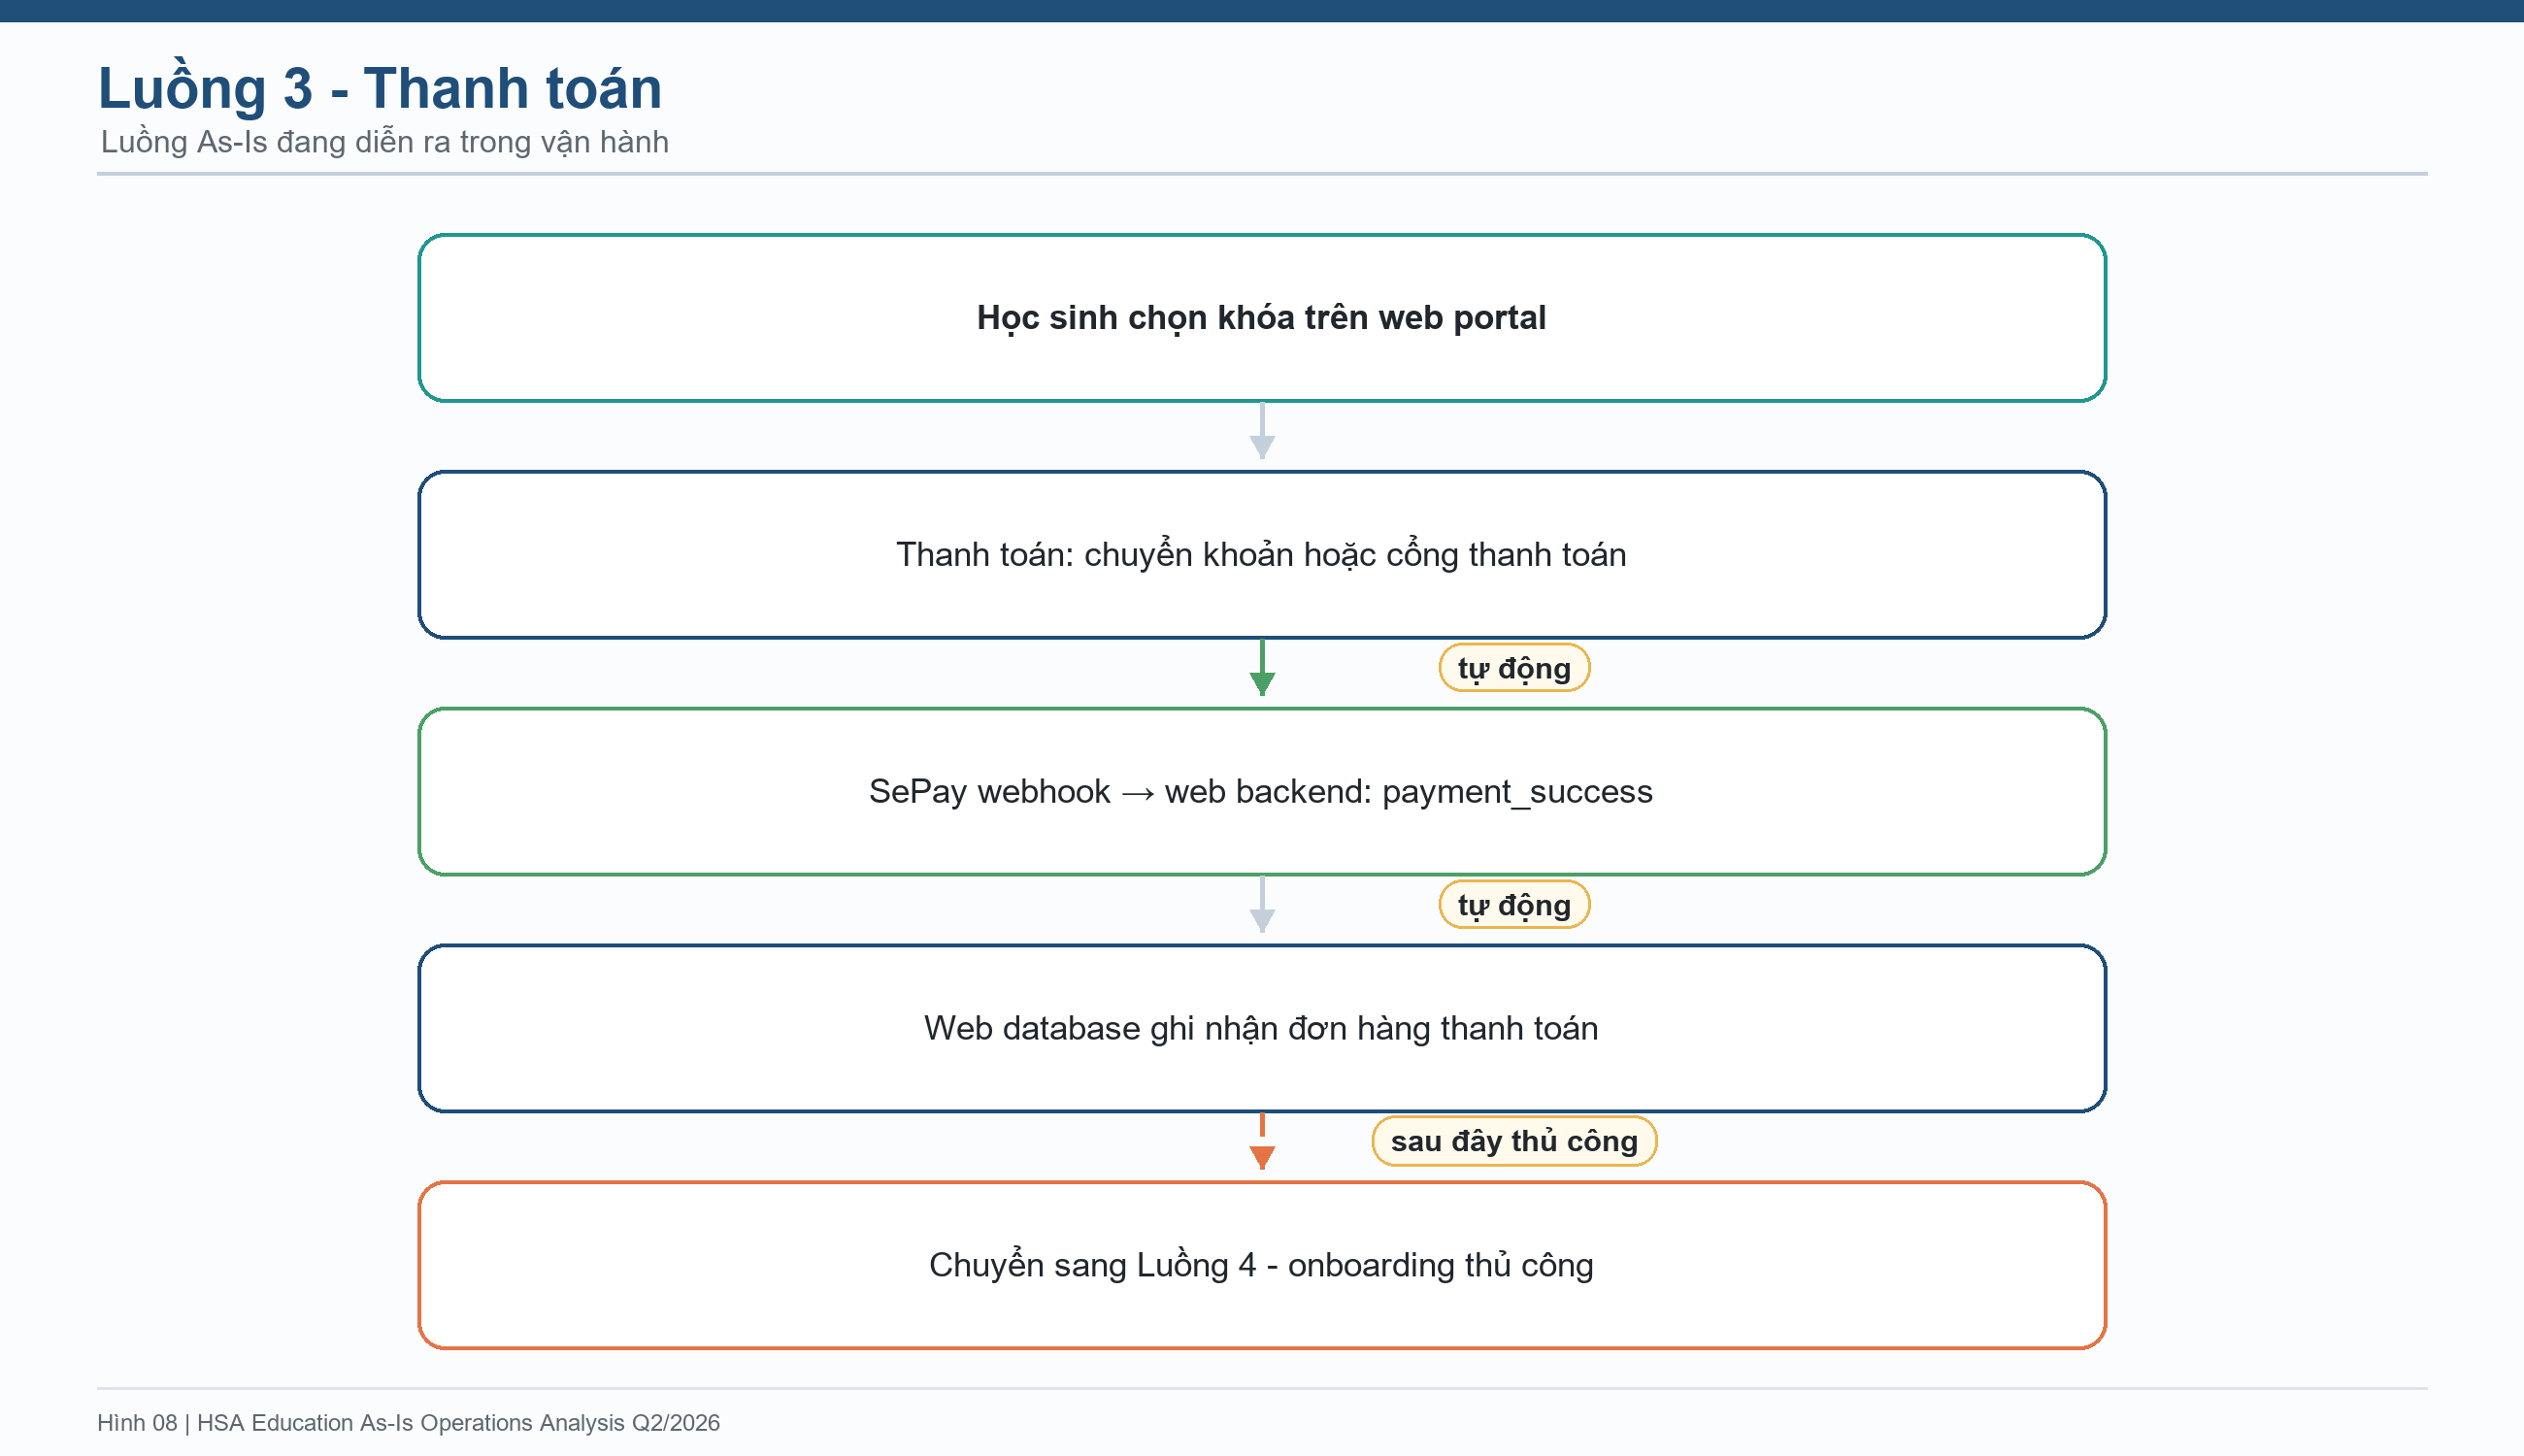 Luồng 3 - Thanh toán
Luồng As-Is đang diễn ra trong vận hành
Học sinh chọn khóa trên web portal
Thanh toán: chuyển khoản hoặc cổng thanh toán
tự động
SePay webhook → web backend: payment_success
tự động
Web database ghi nhận đơn hàng thanh toán
sau đây thủ công
Chuyển sang Luồng 4 - onboarding thủ công
Hình 08 | HSA Education As-Is Operations Analysis Q2/2026